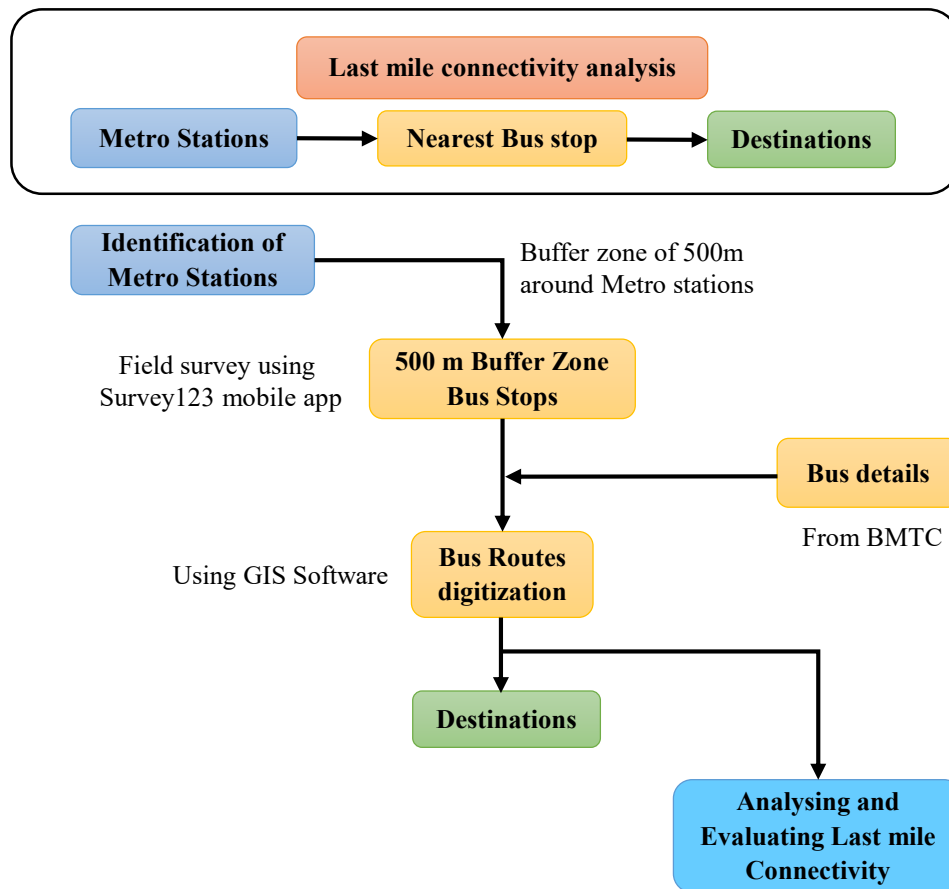 Last mile connectivity analysis
Metro Stations
Nearest Bus stop
Destinations
Identification of
Metro Stations
Buffer zone of 500m
around Metro stations
Field survey using
Survey123 mobile app
500 m Buffer Zone
Bus Stops
Bus details
From BMTC
Using GIS Software
Bus Routes
digitization
Destinations
Analysing and
Evaluating Last mile
Connectivity